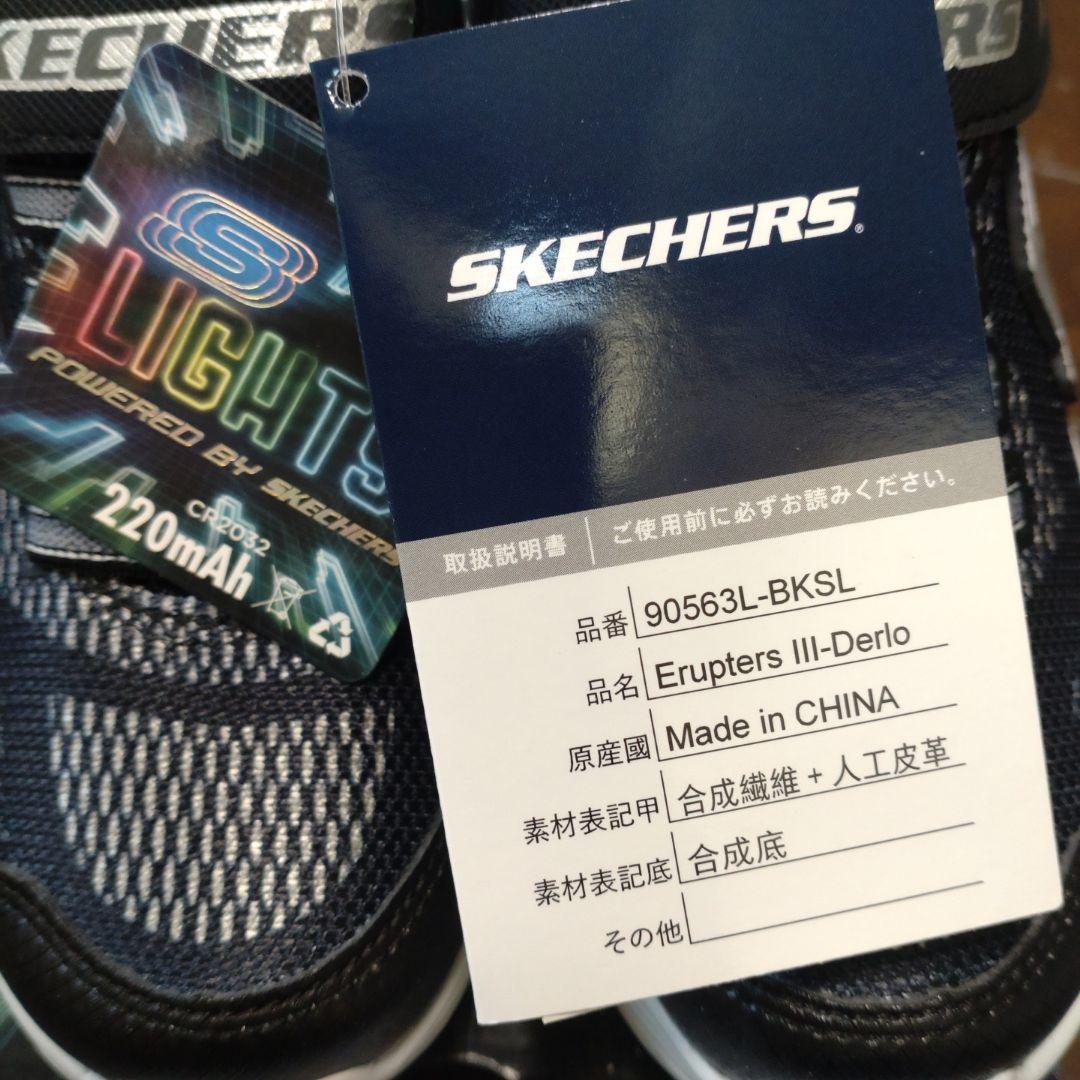 SKECHERS
S
LIGHTS
POWERED BY SKECHERS
CR2032
220mAh
SKECHERS®
取扱説明書 ご使用前に必ずお読みください。
品番 90563L-BKSL
品名 Erupters III-Derlo
原産國 Made in CHINA
素材表記甲 合成繊維 + 人工皮革
素材表記底 合成底
その他